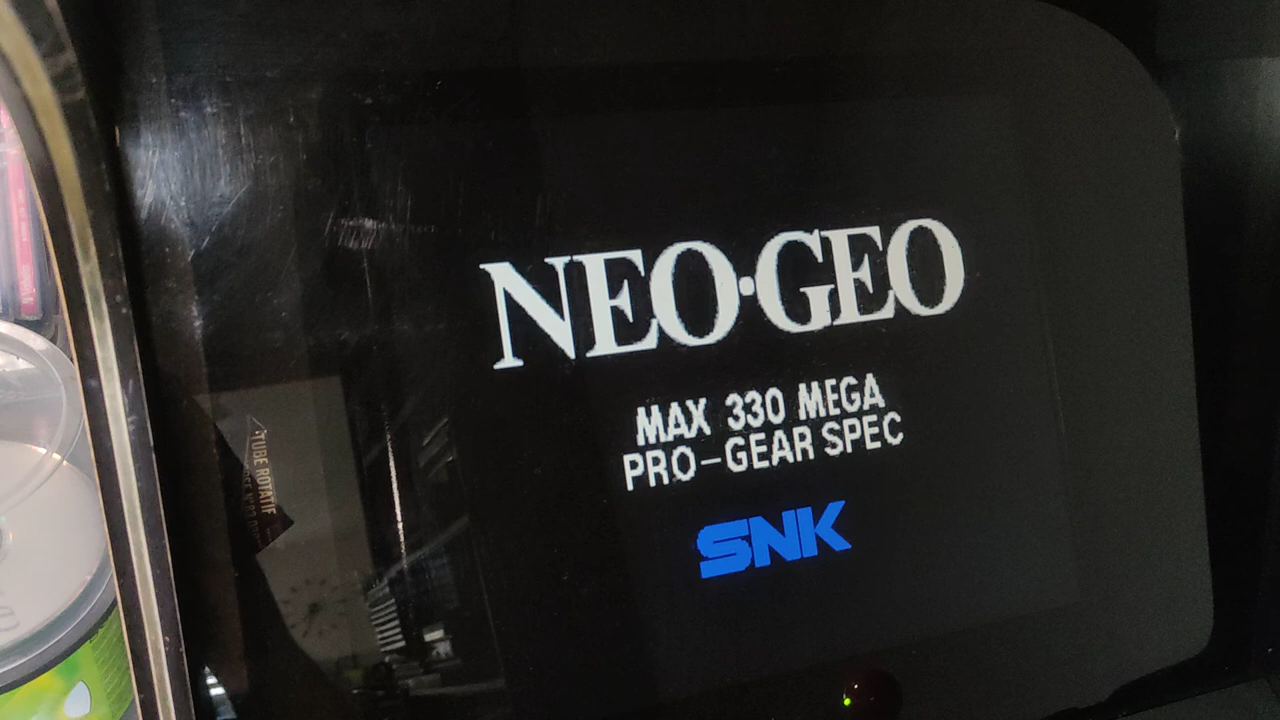 NEO·GEO
MAX 330 MEGA
PRO-GEAR SPEC
SNK
TUBE ROTATIF